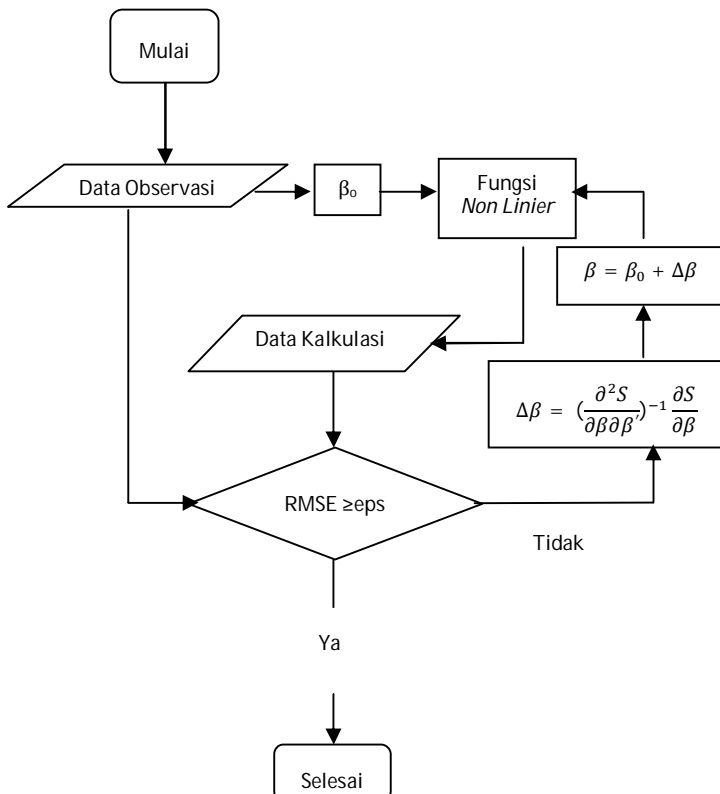 Mulai
Data Observasi
β₀
Fungsi
Non Linier
β = β₀ + Δβ
Data Kalkulasi
Δβ = (∂²S/∂β∂β′)⁻¹ ∂S/∂β
RMSE ≥eps
Tidak
Ya
Selesai